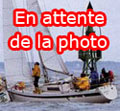 En attente
de la photo